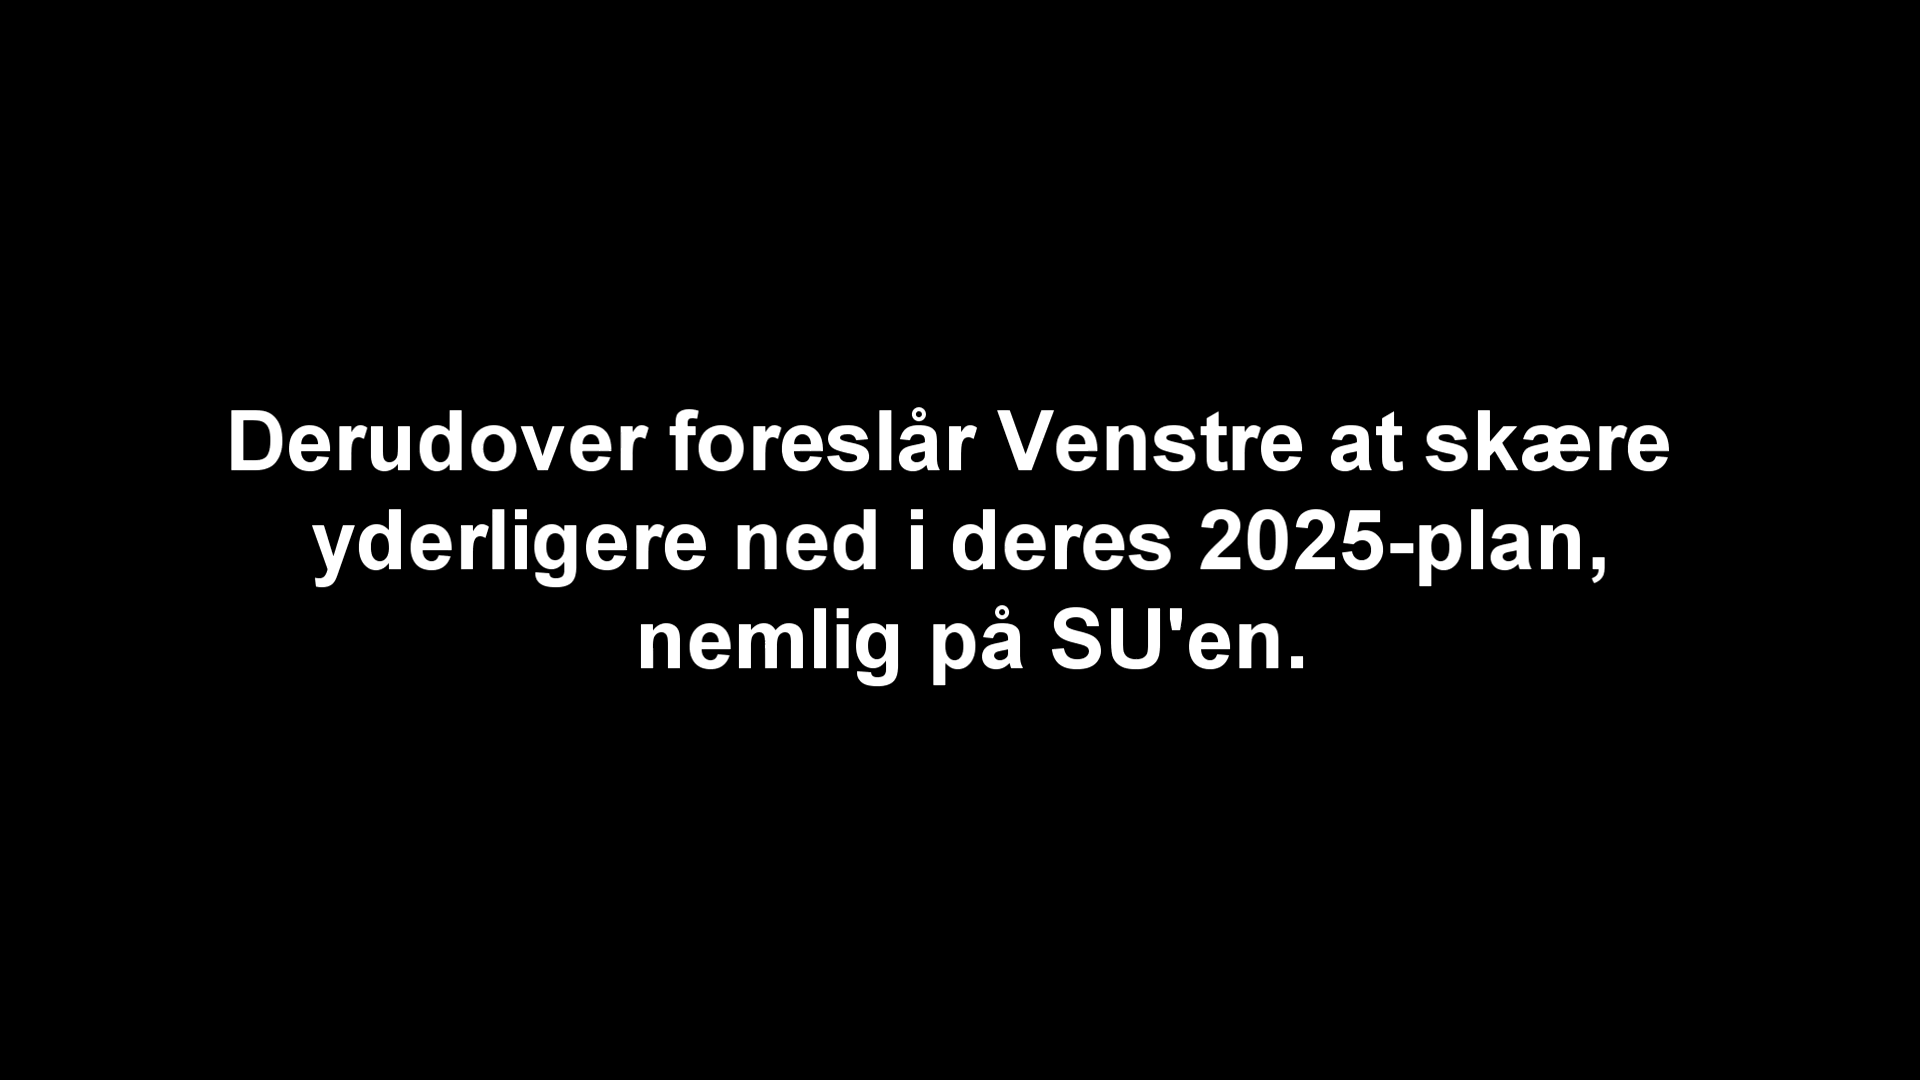 Derudover foreslår Venstre at skære
yderligere ned i deres 2025-plan,
nemlig på SU'en.